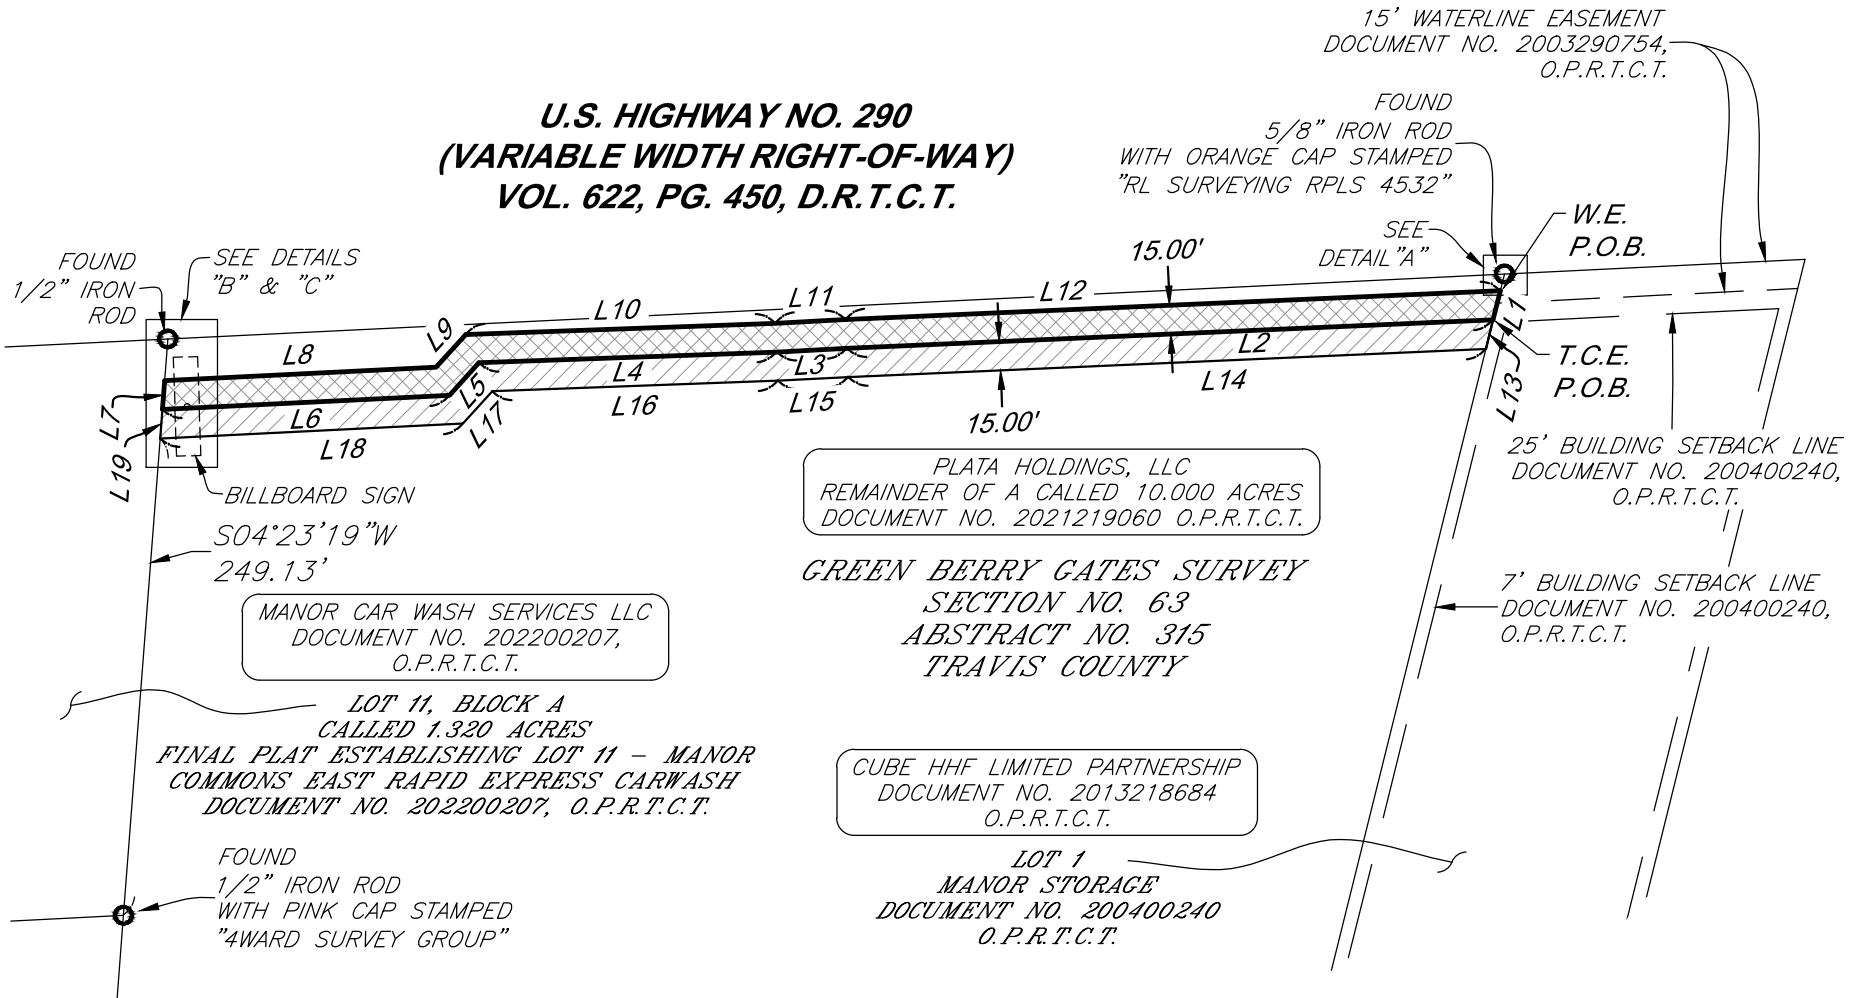 15' WATERLINE EASEMENT
DOCUMENT NO. 2003290754,
O.P.R.T.C.T.
U.S. HIGHWAY NO. 290
(VARIABLE WIDTH RIGHT-OF-WAY)
VOL. 622, PG. 450, D.R.T.C.T.
FOUND
5/8" IRON ROD
WITH ORANGE CAP STAMPED
"RL SURVEYING RPLS 4532"
SEE
DETAIL"A"
W.E.
P.O.B.
FOUND
1/2" IRON
ROD
SEE DETAILS
"B" & "C"
15.00'
L12
L11
L10
L9
L8
L1
L2
L3
L4
L5
L6
L7
T.C.E.
P.O.B.
L13
L14
L15
L16
L17
L18
L19
15.00'
BILLBOARD SIGN
S04°23'19"W
249.13'
PLATA HOLDINGS, LLC
REMAINDER OF A CALLED 10.000 ACRES
DOCUMENT NO. 2021219060 O.P.R.T.C.T.
25' BUILDING SETBACK LINE
DOCUMENT NO. 200400240,
O.P.R.T.C.T.
GREEN BERRY GATES SURVEY
SECTION NO. 63
ABSTRACT NO. 315
TRAVIS COUNTY
7' BUILDING SETBACK LINE
DOCUMENT NO. 200400240,
O.P.R.T.C.T.
MANOR CAR WASH SERVICES LLC
DOCUMENT NO. 202200207,
O.P.R.T.C.T.
LOT 11, BLOCK A
CALLED 1.320 ACRES
FINAL PLAT ESTABLISHING LOT 11 - MANOR
COMMONS EAST RAPID EXPRESS CARWASH
DOCUMENT NO. 202200207, O.P.R.T.C.T.
CUBE HHF LIMITED PARTNERSHIP
DOCUMENT NO. 2013218684
O.P.R.T.C.T.
LOT 1
MANOR STORAGE
DOCUMENT NO. 200400240
O.P.R.T.C.T.
FOUND
1/2" IRON ROD
WITH PINK CAP STAMPED
"4WARD SURVEY GROUP"